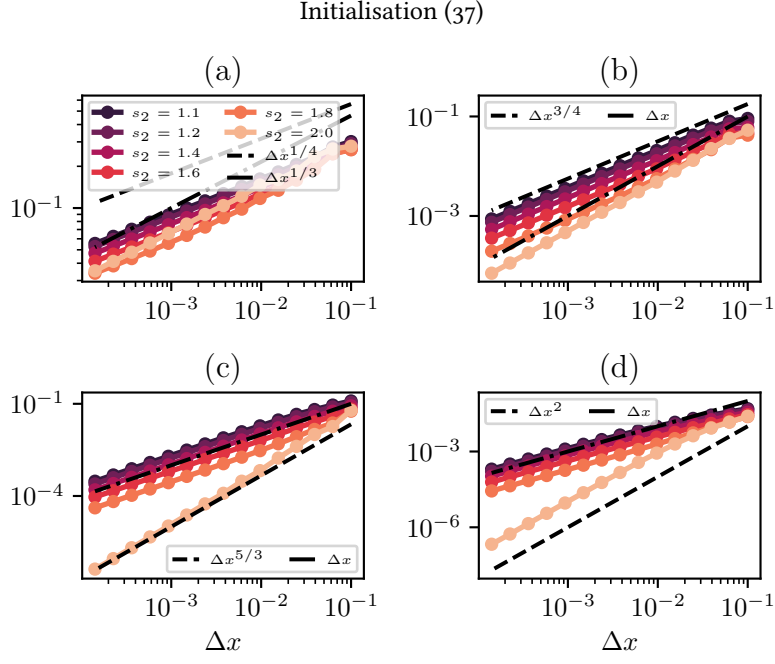 Initialisation (37)
(a)
(b)
s₂ = 1.1
s₂ = 1.2
s₂ = 1.4
s₂ = 1.6
s₂ = 1.8
s₂ = 2.0
Δx^{1/4}
Δx^{1/3}
10^{-1}
10^{-3} 10^{-2} 10^{-1}
Δx^{3/4} Δx
10^{-1}
10^{-3}
10^{-3} 10^{-2} 10^{-1}
(c)
(d)
10^{-1}
10^{-4}
Δx^{5/3} Δx
10^{-3} 10^{-2} 10^{-1}
Δx
Δx^{2} Δx
10^{-3}
10^{-6}
10^{-3} 10^{-2} 10^{-1}
Δx